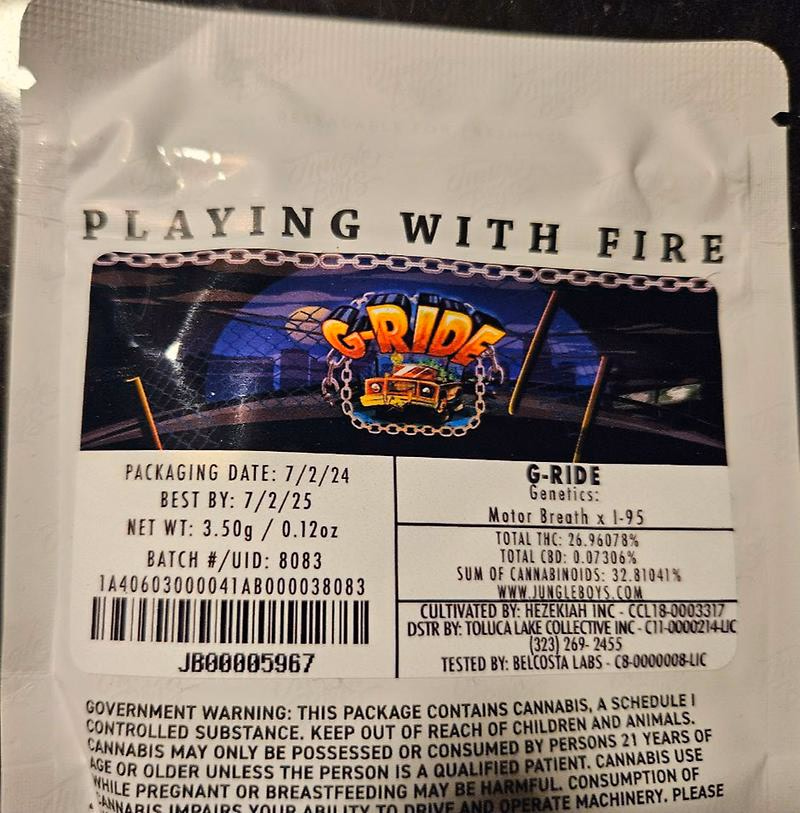 PLAYING WITH FIRE
G-RIDE
PACKAGING DATE: 7/2/24
BEST BY: 7/2/25
NET WT: 3.50g / 0.12oz
BATCH #/UID: 8083
1A40603000041AB000038083
JB00005967
G-RIDE
Genetics:
Motor Breath x I-95
TOTAL THC: 26.96078%
TOTAL CBD: 0.07306%
SUM OF CANNABINOIDS: 32.81041%
WWW.JUNGLEBOYS.COM
CULTIVATED BY: HEZEKIAH INC - CCL18-0003317
DSTR BY: TOLUCA LAKE COLLECTIVE INC - C11-0000214-LIC
(323) 269- 2455
TESTED BY: BELCOSTA LABS - C8-0000008-LIC
GOVERNMENT WARNING: THIS PACKAGE CONTAINS CANNABIS, A SCHEDULE I
CONTROLLED SUBSTANCE. KEEP OUT OF REACH OF CHILDREN AND ANIMALS.
CANNABIS MAY ONLY BE POSSESSED OR CONSUMED BY PERSONS 21 YEARS OF
AGE OR OLDER UNLESS THE PERSON IS A QUALIFIED PATIENT. CANNABIS USE
WHILE PREGNANT OR BREASTFEEDING MAY BE HARMFUL. CONSUMPTION OF
CANNABIS IMPAIRS YOUR ABILITY TO DRIVE AND OPERATE MACHINERY. PLEASE